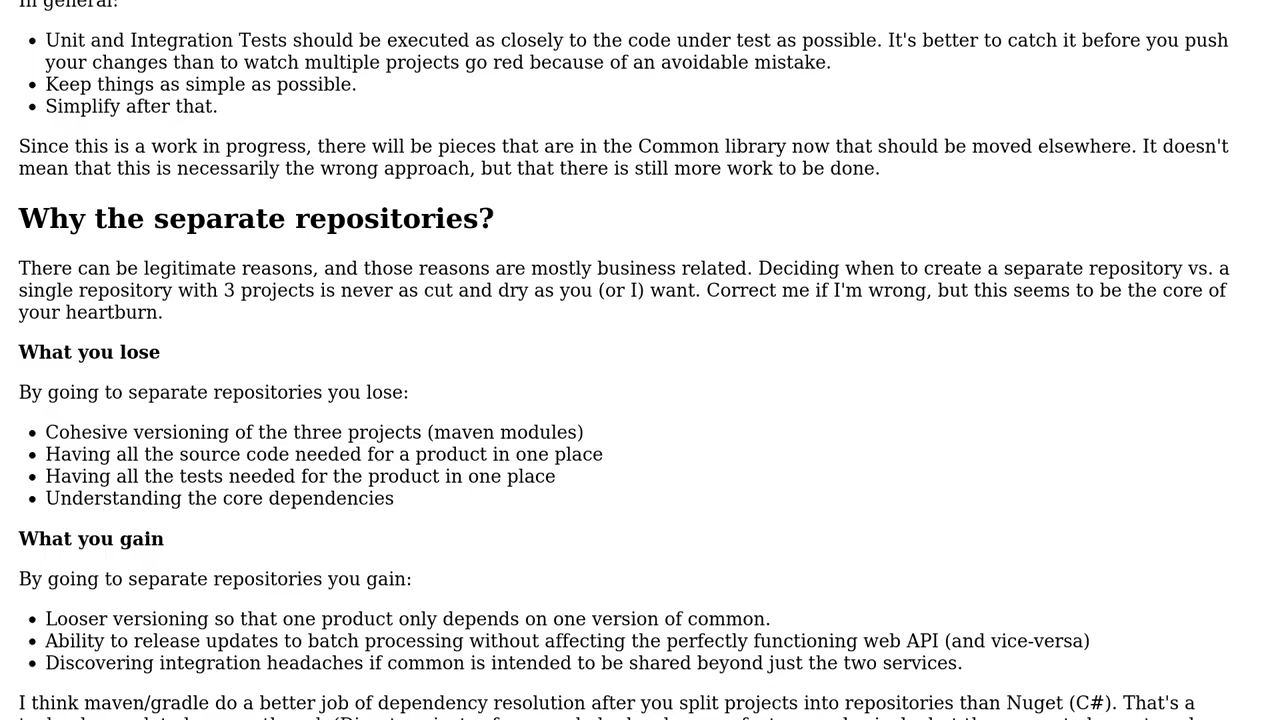 In general:
Unit and Integration Tests should be executed as closely to the code under test as possible. It's better to catch it before you push
your changes than to watch multiple projects go red because of an avoidable mistake.
Keep things as simple as possible.
Simplify after that.
Since this is a work in progress, there will be pieces that are in the Common library now that should be moved elsewhere. It doesn't
mean that this is necessarily the wrong approach, but that there is still more work to be done.
Why the separate repositories?
There can be legitimate reasons, and those reasons are mostly business related. Deciding when to create a separate repository vs. a
single repository with 3 projects is never as cut and dry as you (or I) want. Correct me if I'm wrong, but this seems to be the core of
your heartburn.
What you lose
By going to separate repositories you lose:
Cohesive versioning of the three projects (maven modules)
Having all the source code needed for a product in one place
Having all the tests needed for the product in one place
Understanding the core dependencies
What you gain
By going to separate repositories you gain:
Looser versioning so that one product only depends on one version of common.
Ability to release updates to batch processing without affecting the perfectly functioning web API (and vice-versa)
Discovering integration headaches if common is intended to be shared beyond just the two services.
I think maven/gradle do a better job of dependency resolution after you split projects into repositories than Nuget (C#). That's a